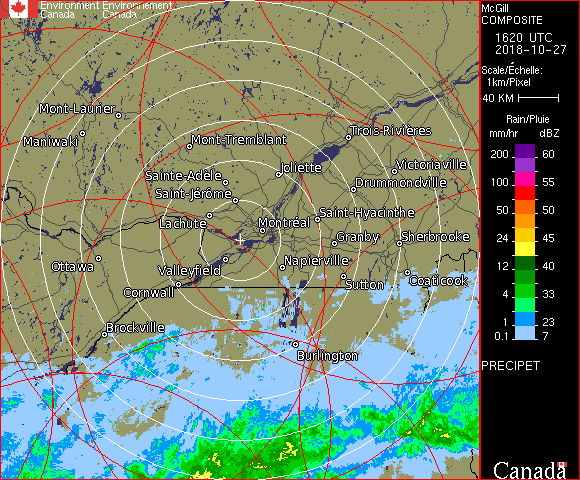 Environment Environnement
Canada Canada
McGill
COMPOSITE
1620 UTC
2018-10-27
Scale/Échelle:
1km/Pixel
40 KM
Rain/Pluie
mm/hr dBZ
200 60
100 55
50 50
24 45
12 40
4 33
1 23
0.1 7
PRECIPET
Canada
Mont-Laurier
Maniwaki
Mont-Tremblant
Trois-Rivières
Joliette
Victoriaville
Sainte-Adèle
Drummondville
Saint-Jérôme
Saint-Hyacinthe
Lachute
Montréal
Granby
Sherbrooke
Ottawa
Valleyfield
Napierville
Sutton
Coaticook
Cornwall
Brockville
Burlington